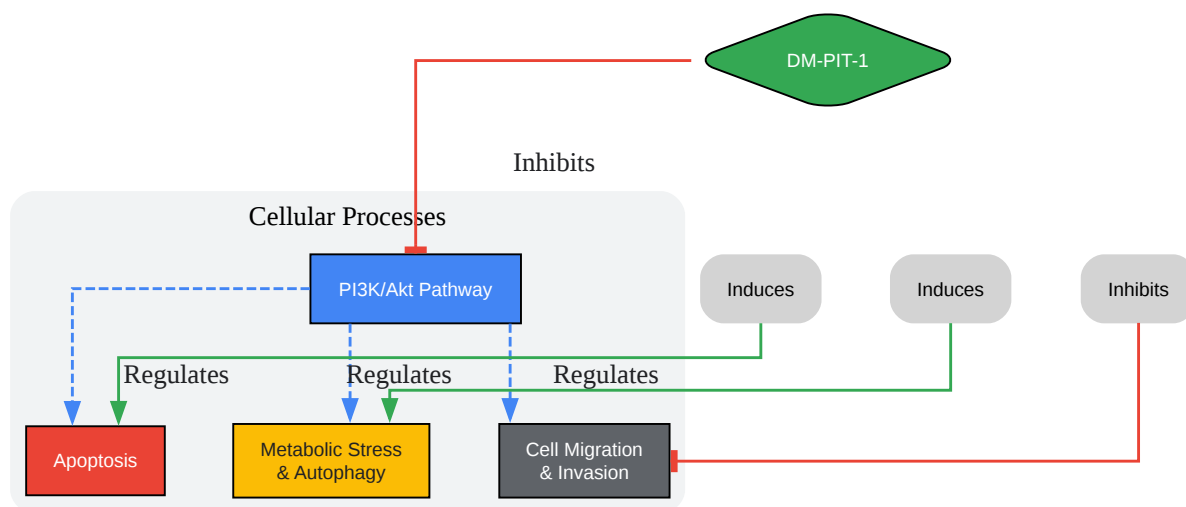 DM-PIT-1
Inhibits
Cellular Processes
PI3K/Akt Pathway
Induces
Induces
Inhibits
Regulates
Regulates
Regulates
Apoptosis
Metabolic Stress
& Autophagy
Cell Migration
& Invasion